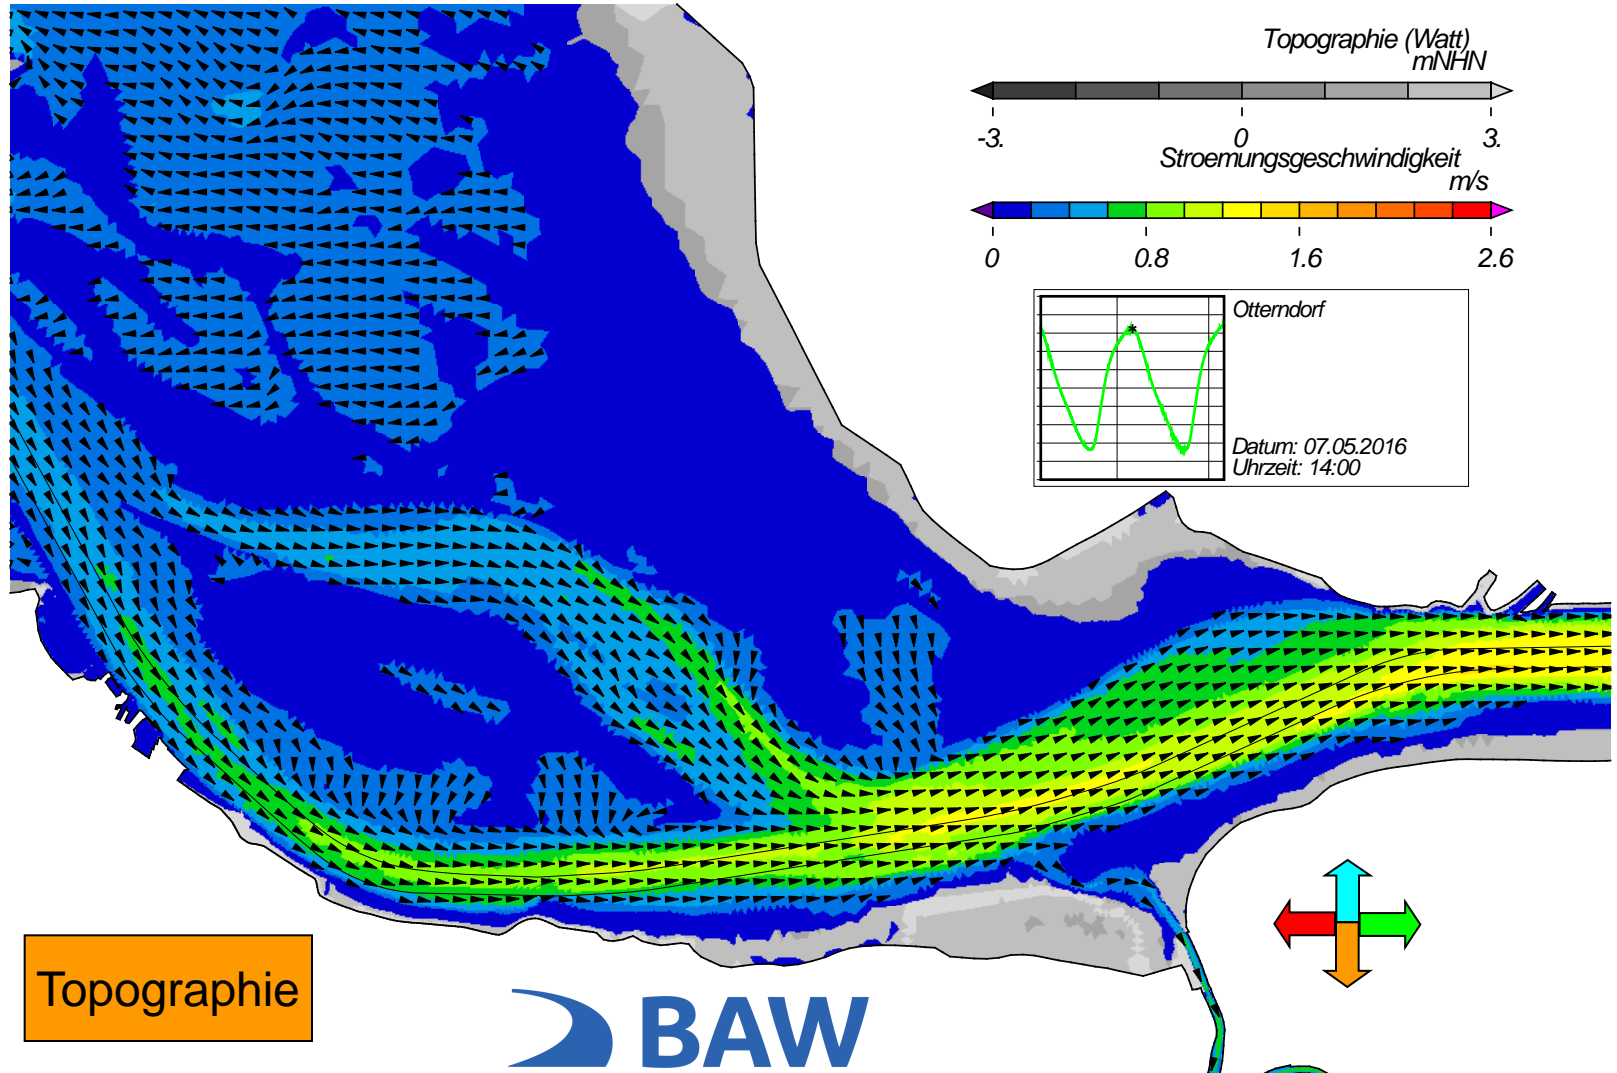 Topographie (Watt)
mNHN
-3. 0 3.
Stroemungsgeschwindigkeit
m/s
0 0.8 1.6 2.6
Otterndorf
Datum: 07.05.2016
Uhrzeit: 14:00
Topographie
BAW